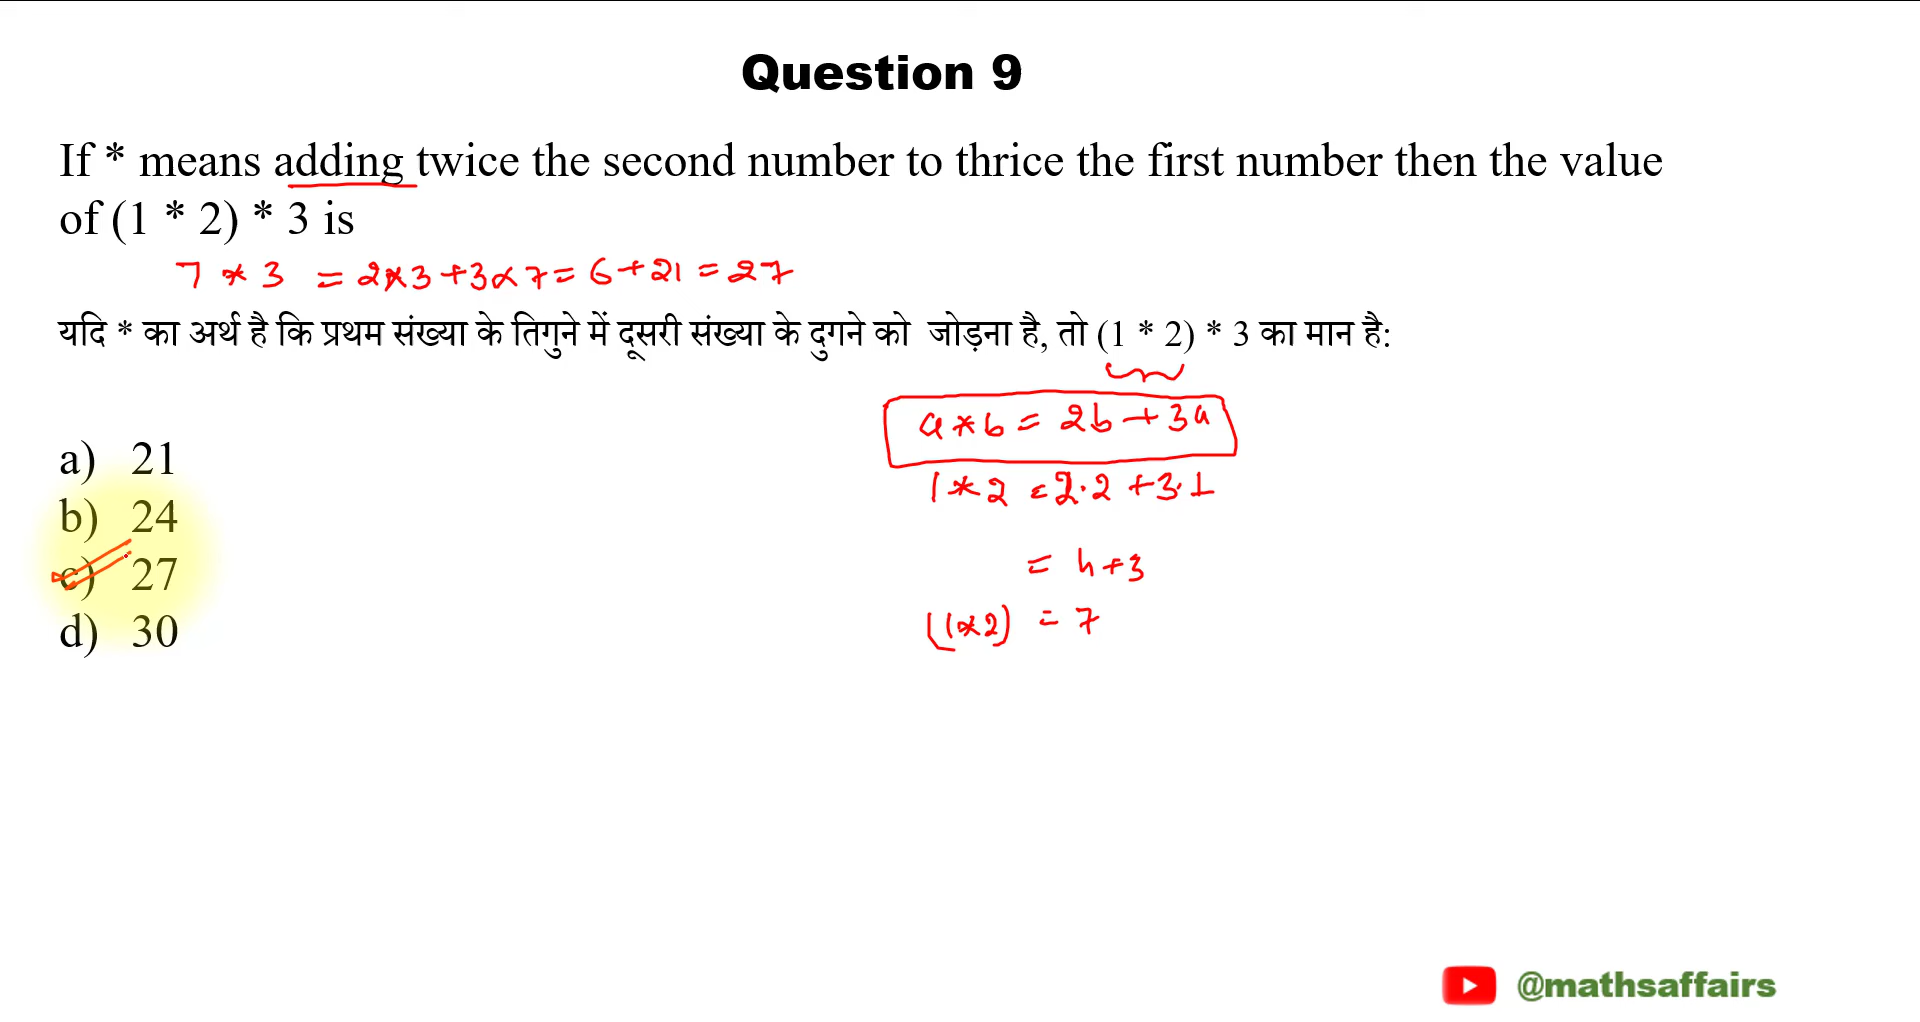 Question 9
If * means adding twice the second number to thrice the first number then the value
of (1 * 2) * 3 is
7 * 3 = 2×3+3×7=6+21=27
यदि * का अर्थ है कि प्रथम संख्या के तिगुने में दूसरी संख्या के दुगने को जोड़ना है, तो (1 * 2) * 3 का मान है:
a*b = 2b+3a
a) 21
1*2 = 2.2 +3.1
b) 24
= 4+3
c) 27
(1*2) = 7
d) 30
@mathsaffairs